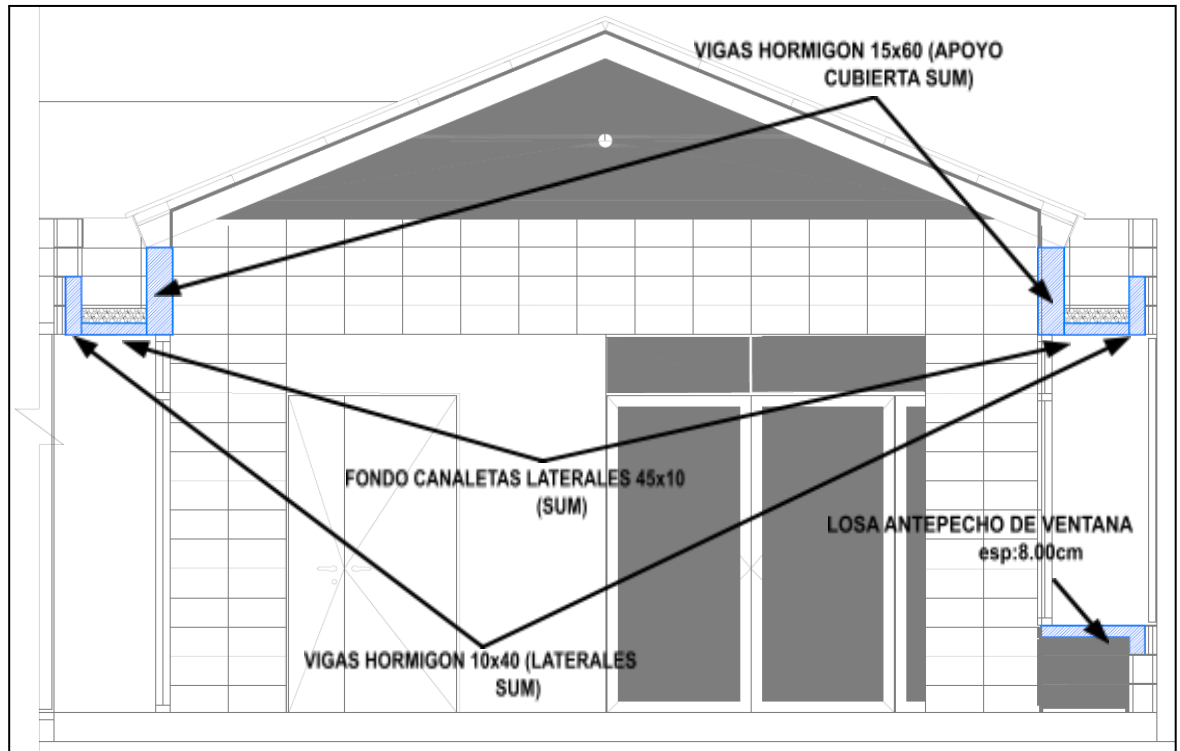 VIGAS HORMIGON 15x60 (APOYO
CUBIERTA SUM)
FONDO CANALETAS LATERALES 45x10
(SUM)
LOSA ANTEPECHO DE VENTANA
esp:8.00cm
VIGAS HORMIGON 10x40 (LATERALES
SUM)